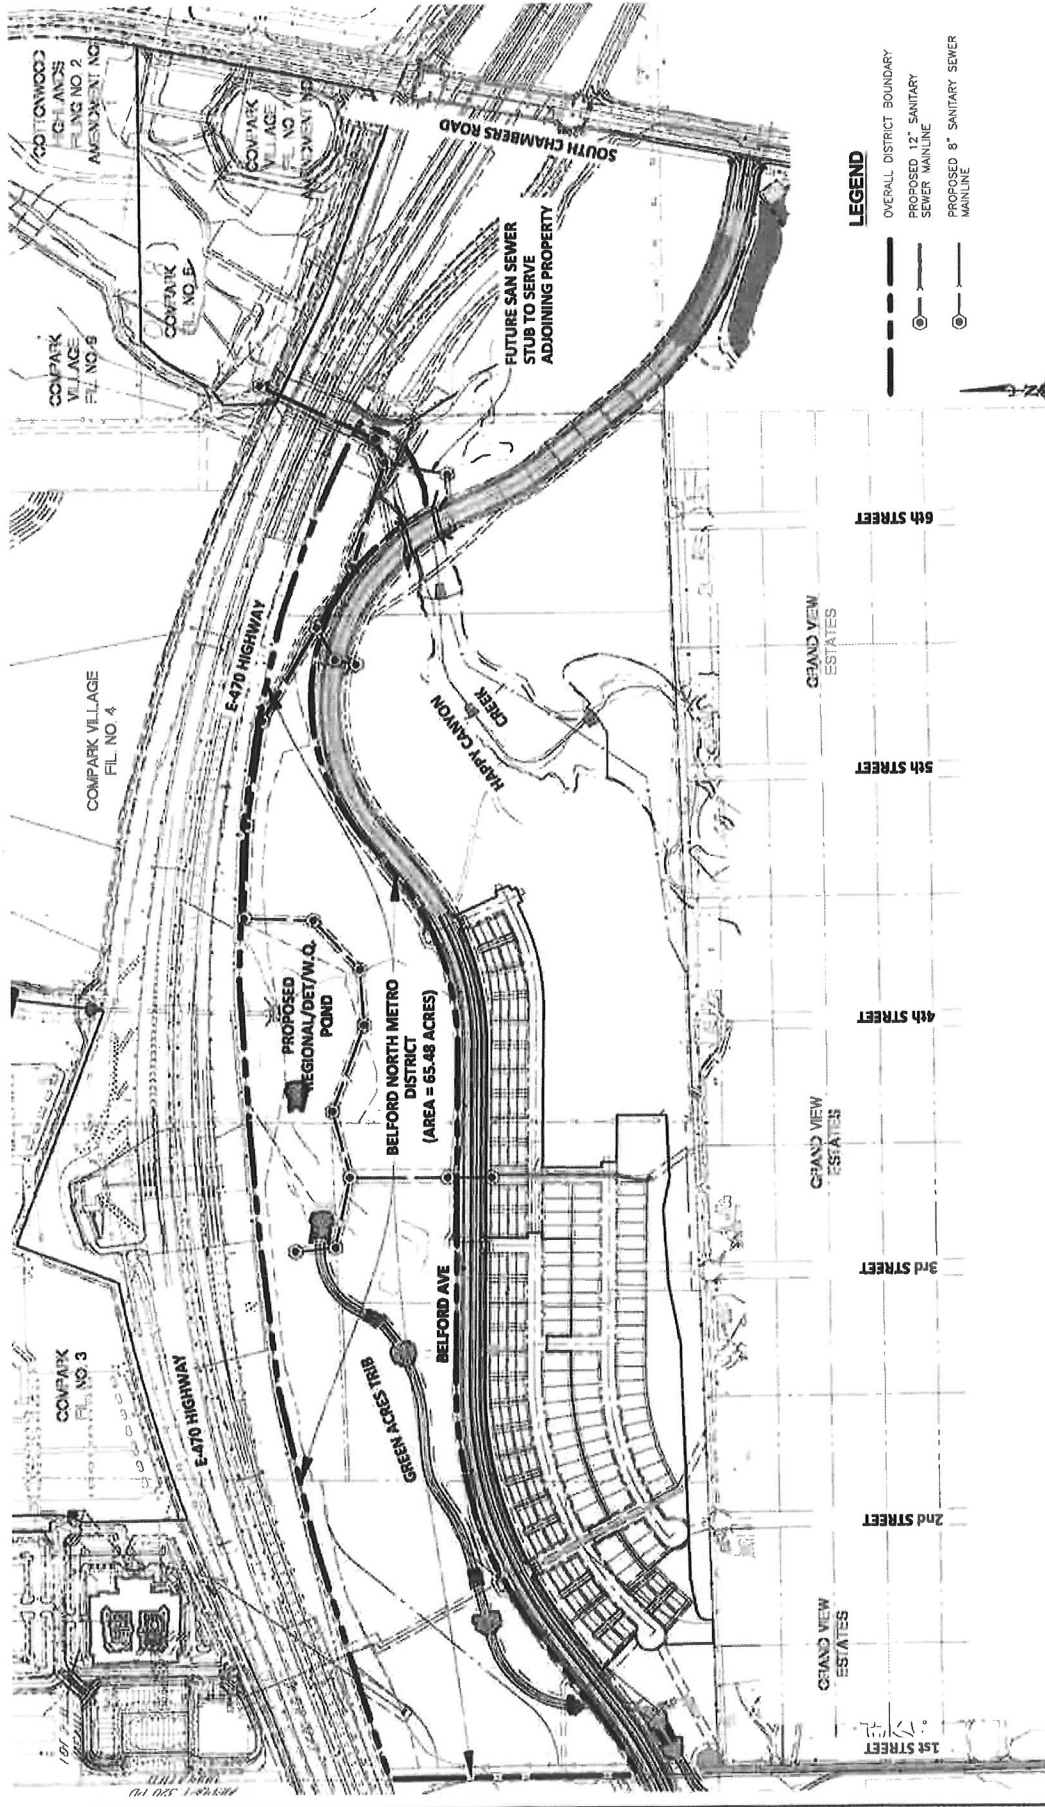 COTTONWOOD
HIGHLANDS
FILING NO. 2
AMENDMENT NO
COMPARK
VILLAGE
FIL. NO
COMPARK
FIL. NO.
COMPARK
VILLAGE
FIL. NO.
SOUTH CHAMBERS ROAD
FUTURE SAN SEWER
STUB TO SERVE
ADJOINING PROPERTY
COMPARK VILLAGE
FIL. NO. 4
E-470 HIGHWAY
HAPPY CANYON
CREEK
PROPOSED
REGIONAL/DET/W.Q.
POND
BELFORD NORTH METRO
DISTRICT
(AREA = 65.48 ACRES)
BELFORD AVE
GREEN ACRES TRIB
COMPARK
FIL. NO. 3
E-470 HIGHWAY
LEGEND
OVERALL DISTRICT BOUNDARY
PROPOSED 12" SANITARY
SEWER MAINLINE
PROPOSED 8" SANITARY SEWER
MAINLINE
6th STREET
GRAND VIEW
ESTATES
5th STREET
4th STREET
GRAND VIEW
ESTATES
3rd STREET
2nd STREET
GRAND VIEW
ESTATES
1st STREET